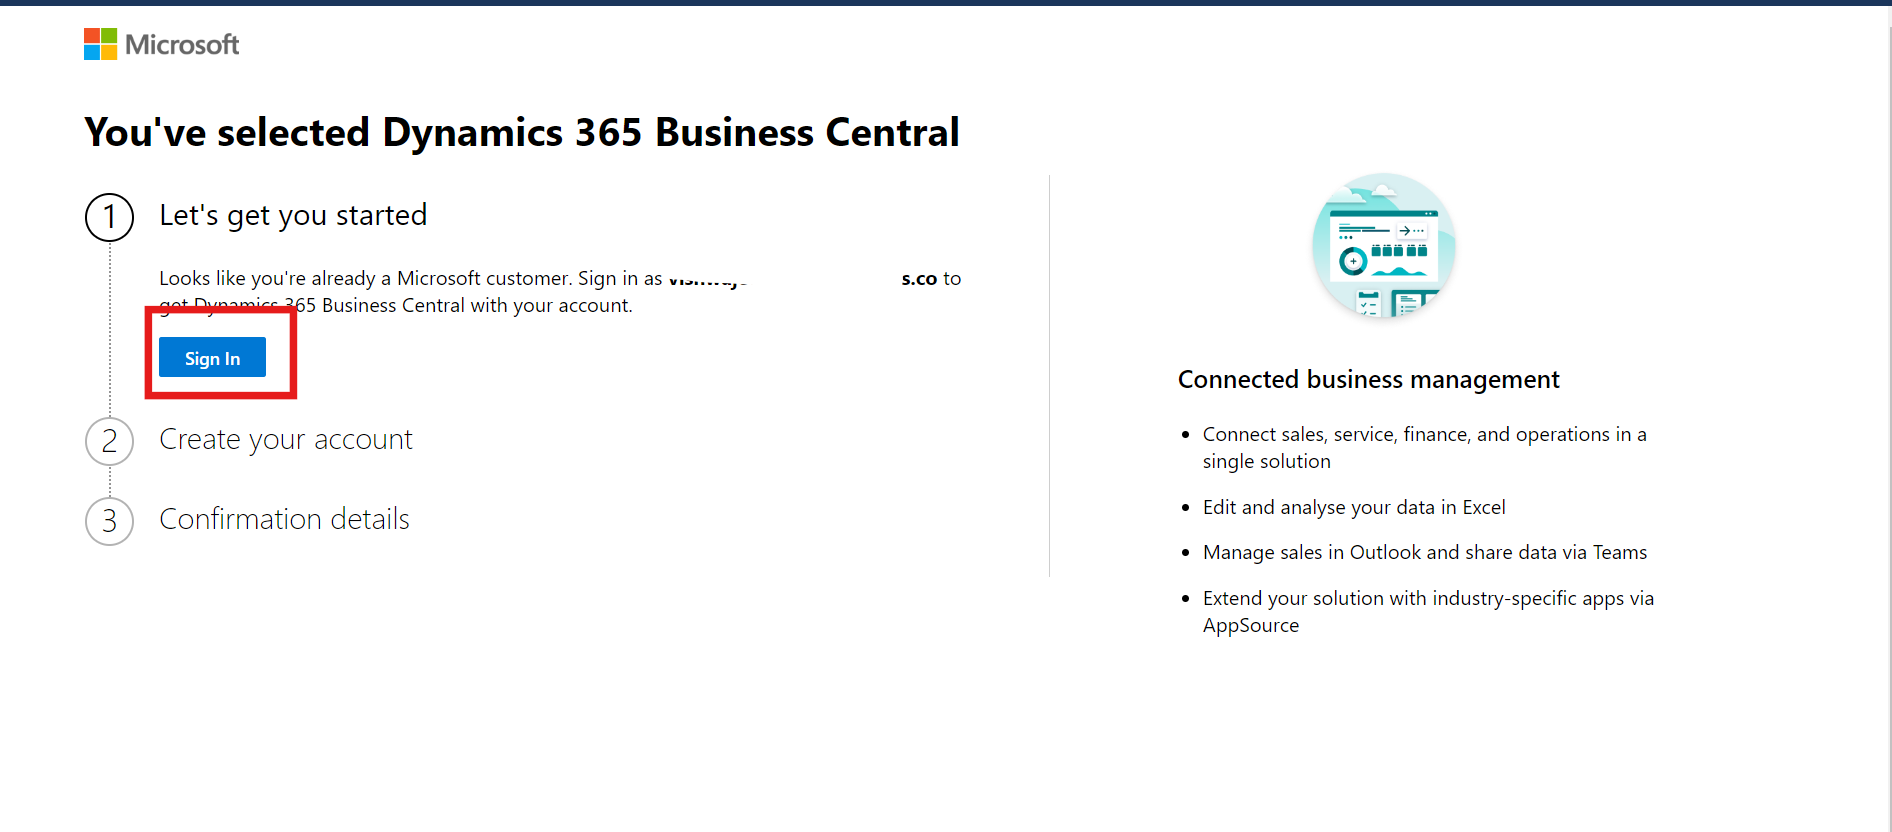 Microsoft
You've selected Dynamics 365 Business Central
1
Let's get you started
Looks like you're already a Microsoft customer. Sign in as s.co to
get Dynamics 365 Business Central with your account.
Sign In
2
Create your account
3
Confirmation details
Connected business management
• Connect sales, service, finance, and operations in a
single solution
• Edit and analyse your data in Excel
• Manage sales in Outlook and share data via Teams
• Extend your solution with industry-specific apps via
AppSource